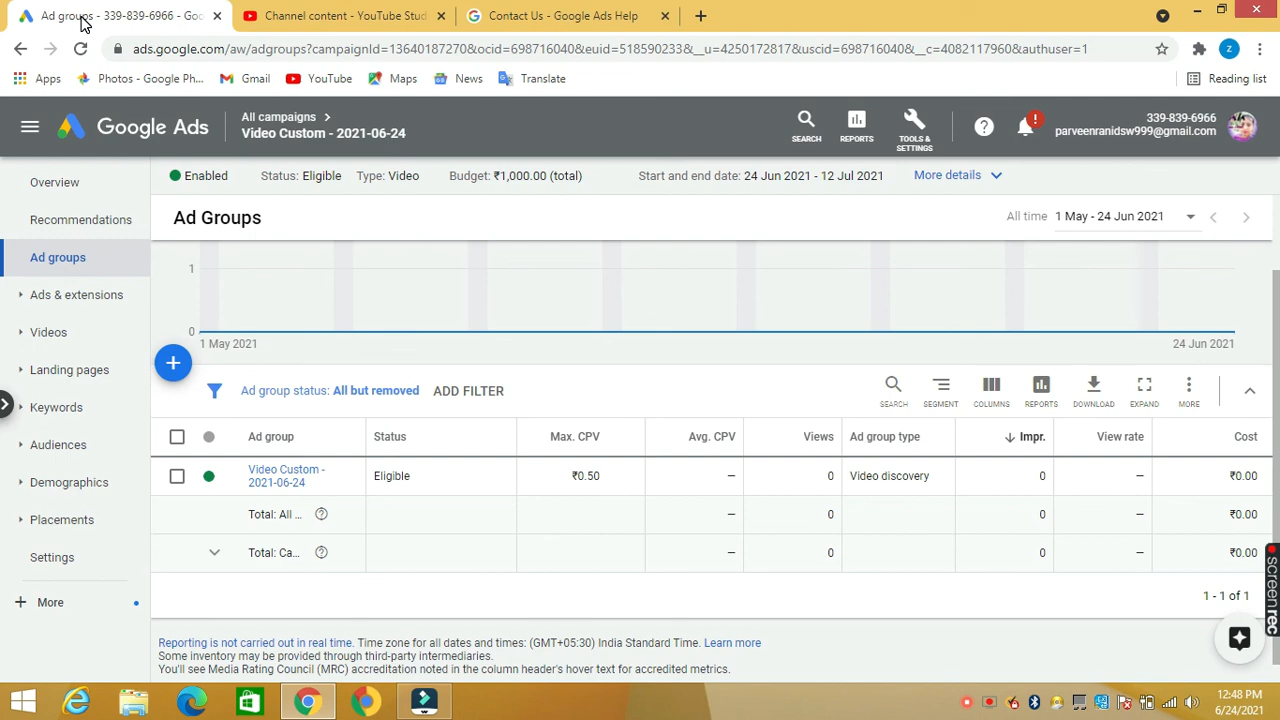 Ad groups - 339-839-6966 - Goo
Channel content - YouTube Stud
Contact Us - Google Ads Help
ads.google.com/aw/adgroups?campaignId=13640187270&ocid=698716040&euid=518590233&__u=4250172817&uscid=698716040&__c=4082117960&authuser=1
Z
Apps
Photos - Google Ph...
Gmail
YouTube
Maps
News
Translate
Reading list
Google Ads
All campaigns
Video Custom - 2021-06-24
SEARCH
REPORTS
TOOLS & SETTINGS
339-839-6966
parveenranidsw999@gmail.com
Enabled
Status: Eligible
Type: Video
Budget: ₹1,000.00 (total)
Start and end date: 24 Jun 2021 - 12 Jul 2021
More details
Overview
Recommendations
Ad groups
Ads & extensions
Videos
Landing pages
Keywords
Audiences
Demographics
Placements
Settings
More
Ad Groups
All time
1 May - 24 Jun 2021
1
0
1 May 2021
24 Jun 2021
Ad group status: All but removed
ADD FILTER
SEARCH
SEGMENT
COLUMNS
REPORTS
DOWNLOAD
EXPAND
MORE
Ad group
Status
Max. CPV
Avg. CPV
Views
Ad group type
Impr.
View rate
Cost
Video Custom -
2021-06-24
Eligible
₹0.50
—
0
Video discovery
0
—
₹0.00
Total: All ...
—
0
0
—
₹0.00
Total: Ca...
—
0
0
—
₹0.00
1 - 1 of 1
Reporting is not carried out in real time. Time zone for all dates and times: (GMT+05:30) India Standard Time. Learn more
Some inventory may be provided through third-party intermediaries.
You'll see Media Rating Council (MRC) accreditation noted in the column header's hover text for accredited metrics.
screenrec
12:48 PM
6/24/2021